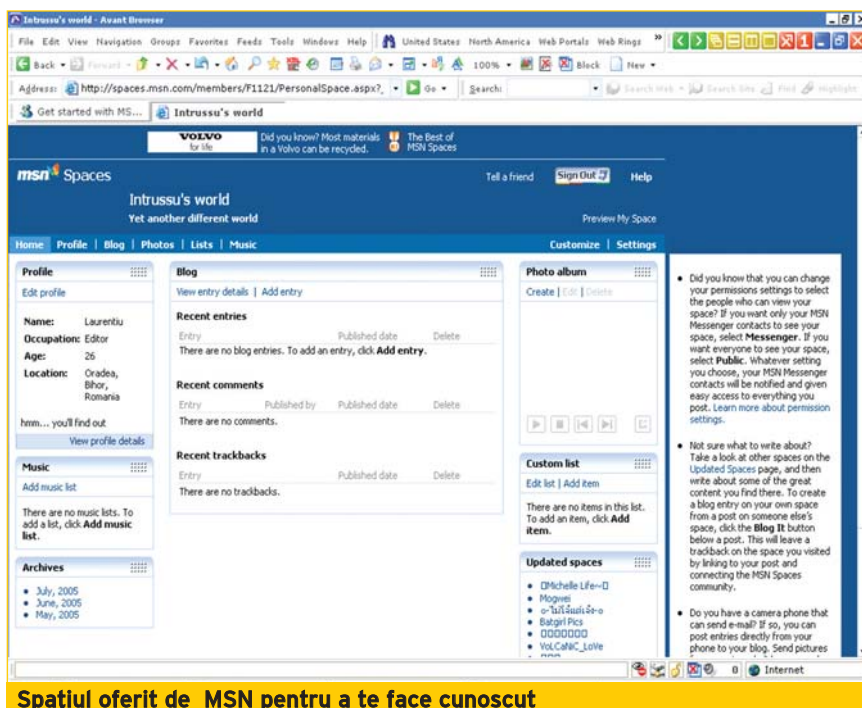 Intrussu's world - Avant Browser
File Edit View Navigation Groups Favorites Feeds Tools Windows Help United States North America Web Portals Web Rings »
Back Forward 100% Block New
Address: http://spaces.msn.com/members/F1121/PersonalSpace.aspx?_ Go Search: Search Web Search Site Find Highlight
Get started with MS... Intrussu's world
VOLVO
for life
Did you know? Most materials
in a Volvo can be recycled.
The Best of
MSN Spaces
msn Spaces
Tell a friend Sign Out Help
Intrussu's world
Yet another different world
Preview My Space
Home Profile | Blog | Photos | Lists | Music Customize | Settings
Profile
Edit profile
Name: Laurentiu
Occupation: Editor
Age: 26
Location: Oradea,
Bihor,
Romania
hmm... you'll find out
View profile details
Music
Add music list
There are no music lists. To
add a list, click Add music
list.
Archives
July, 2005
June, 2005
May, 2005
Blog
View entry details | Add entry
Recent entries
Entry Published date Delete
There are no blog entries. To add an entry, click Add entry.
Recent comments
Entry Published by Published date Delete
There are no comments.
Recent trackbacks
Entry Published date Delete
There are no trackbacks.
Photo album
Create | Edit | Delete
Custom list
Edit list | Add item
There are no items in this list.
To add an item, click Add
item.
Updated spaces
Michelle Life~
Mogwei
Batgirl Pics
VoLCaNiC_LoVe
Did you know that you can change
your permissions settings to select
the people who can view your
space? If you want only your MSN
Messenger contacts to see your
space, select Messenger. If you
want everyone to see your space,
select Public. Whatever setting
you choose, your MSN Messenger
contacts will be notified and given
easy access to everything you
post. Learn more about permission
settings.
Not sure what to write about?
Take a look at other spaces on the
Updated Spaces page, and then
write about some of the great
content you find there. To create
a blog entry on your own space
from a post on someone else's
space, click the Blog It button
below a post. This will leave a
trackback on the space you visited
by linking to your post and
connecting the MSN Spaces
community.
Do you have a camera phone that
can send e-mail? If so, you can
post entries directly from your
phone to your blog. Send pictures
0 Internet
Spaţiul oferit de MSN pentru a te face cunoscut